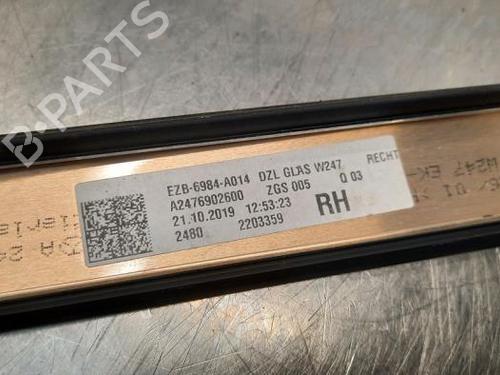 B-PARTS
EZB-6984-A014 DZL GLAS W247 RECHT
A2476902600 ZGS 005 Q 03
21.10.2019 12:53:23 RH
2480 2203359